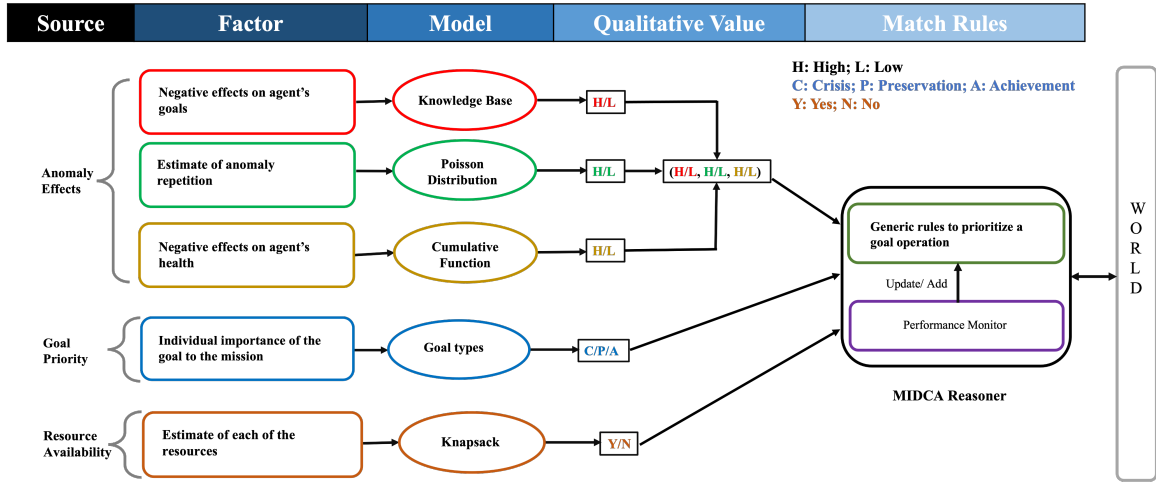 Source Factor Model Qualitative Value Match Rules
H: High; L: Low
C: Crisis; P: Preservation; A: Achievement
Y: Yes; N: No
Anomaly
Effects
Negative effects on agent's
goals
Knowledge Base
H/L
Estimate of anomaly
repetition
Poisson
Distribution
H/L
(H/L, H/L, H/L)
Negative effects on agent's
health
Cumulative
Function
H/L
Goal
Priority
Individual importance of the
goal to the mission
Goal types
C/P/A
Resource
Availability
Estimate of each of the
resources
Knapsack
Y/N
Generic rules to prioritize a
goal operation
Update/ Add
Performance Monitor
MIDCA Reasoner
W
O
R
L
D